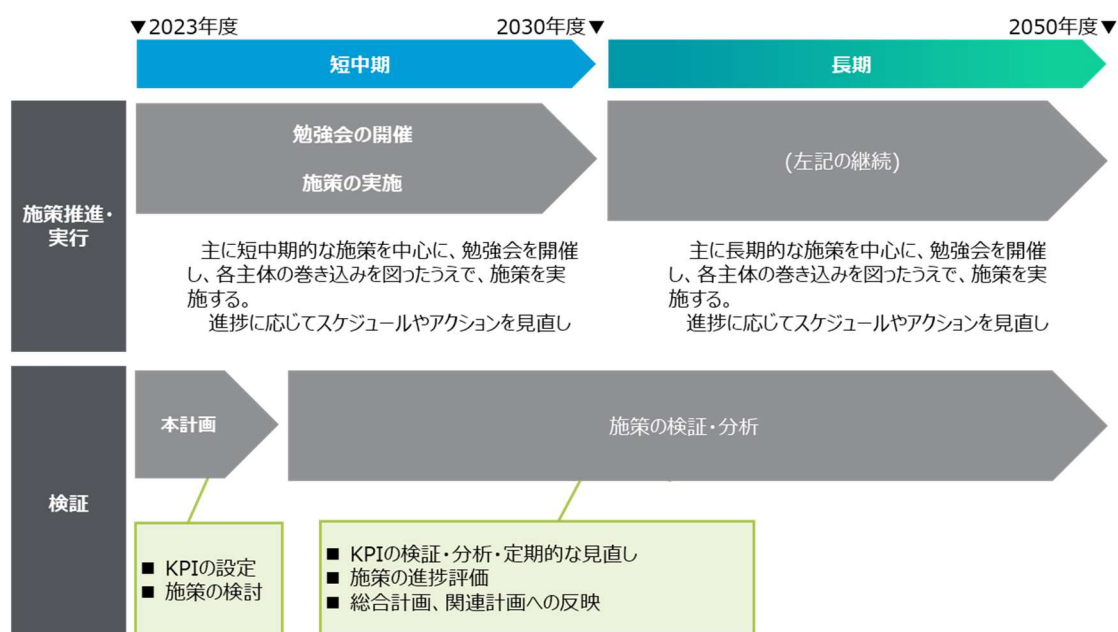 ▼2023年度
2030年度▼
2050年度▼
短中期
長期
施策推進・
実行
勉強会の開催
施策の実施
(左記の継続)
主に短中期的な施策を中心に、勉強会を開催
し、各主体の巻き込みを図ったうえで、施策を実
施する。
進捗に応じてスケジュールやアクションを見直し
主に長期的な施策を中心に、勉強会を開催
し、各主体の巻き込みを図ったうえで、施策を実
施する。
進捗に応じてスケジュールやアクションを見直し
検証
本計画
施策の検証・分析
■ KPIの設定
■ 施策の検討
■ KPIの検証・分析・定期的な見直し
■ 施策の進捗評価
■ 総合計画、関連計画への反映